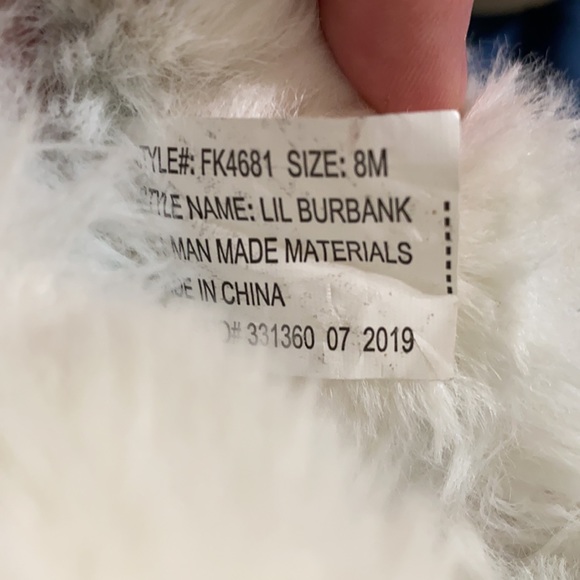 TYLE#: FK4681 SIZE: 8M
TYLE NAME: LIL BURBANK
MAN MADE MATERIALS
DE IN CHINA
O# 331360 07 2019